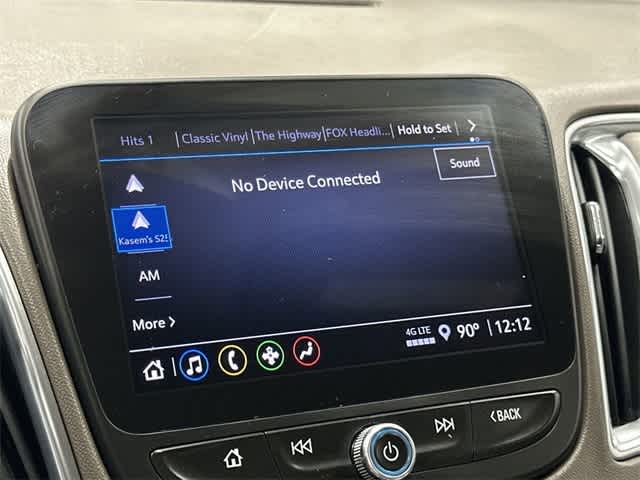 Hits 1 Classic Vinyl The Highway FOX Headli... Hold to Set
Sound
No Device Connected
Kasem's S2
AM
More
4G LTE 90° 12:12
BACK